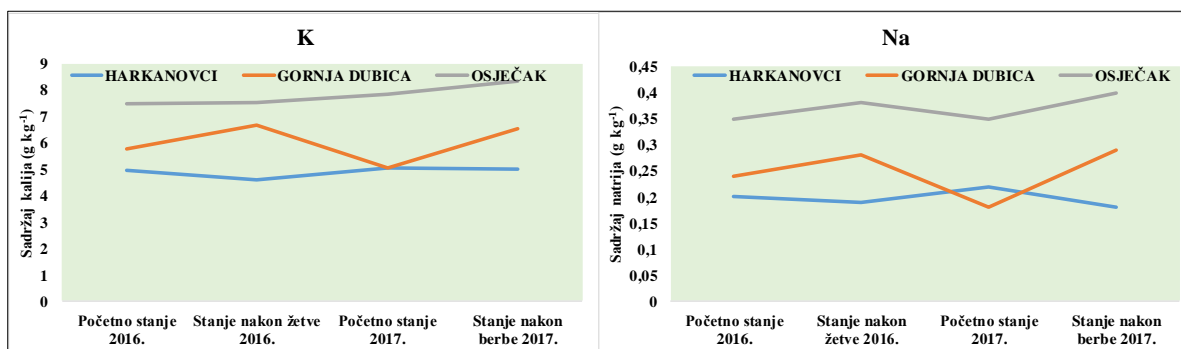 K
HARKANOVCI GORNJA DUBICA OSJEČAK
Sadržaj kalija (g kg⁻¹)
9
8
7
6
5
4
3
2
1
0
Početno stanje
2016.
Stanje nakon žetve
2016.
Početno stanje
2017.
Stanje nakon
berbe 2017.
Na
HARKANOVCI GORNJA DUBICA OSJEČAK
Sadržaj natrija (g kg⁻¹)
0,45
0,4
0,35
0,3
0,25
0,2
0,15
0,1
0,05
0
Početno stanje
2016.
Stanje nakon
žetve 2016.
Početno stanje
2017.
Stanje nakon
berbe 2017.